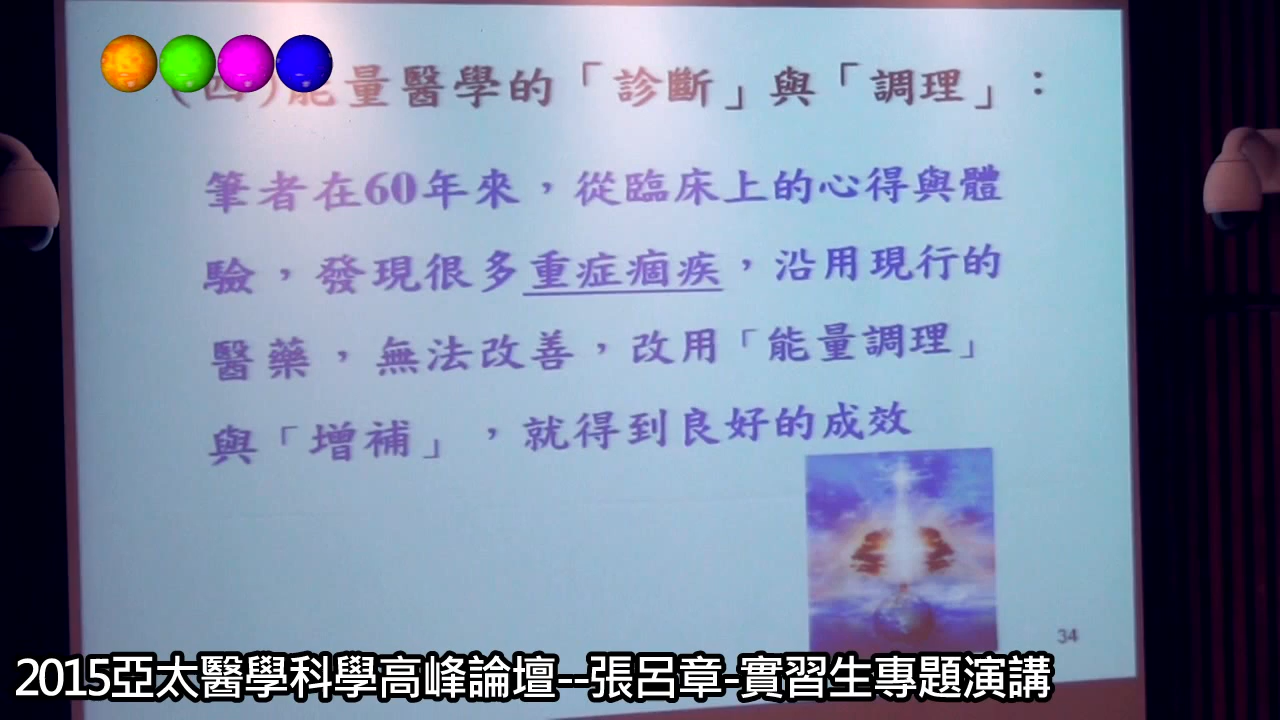 (四)能量醫學的「診斷」與「調理」：
筆者在60年來，從臨床上的心得與體
驗，發現很多重症痼疾，沿用現行的
醫藥，無法改善，改用「能量調理」
與「增補」，就得到良好的成效
34
2015亞太醫學科學高峰論壇--張呂章-實習生專題演講